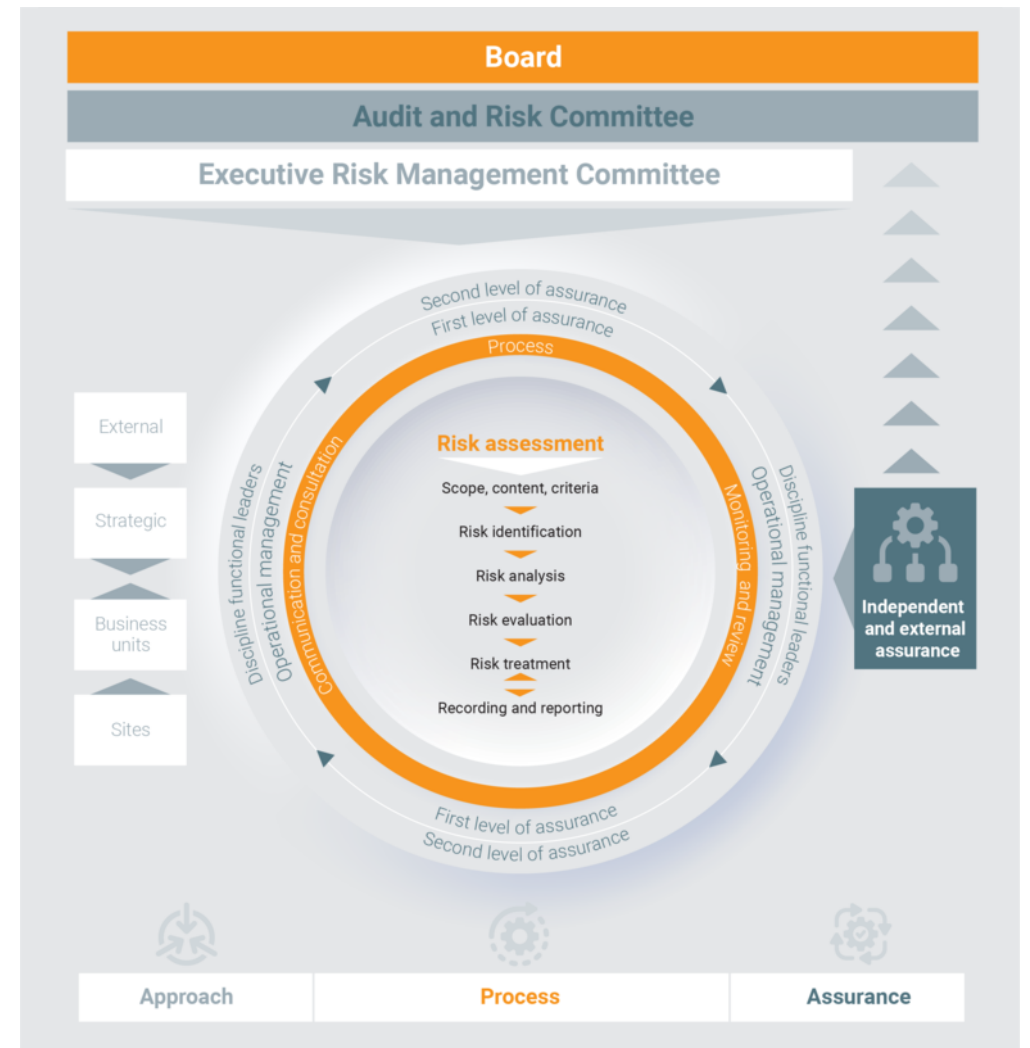 Board
Audit and Risk Committee
Executive Risk Management Committee
Second level of assurance
First level of assurance
Process
External
Strategic
Business
units
Sites
Discipline functional leaders
Operational management
Communication and consultation
Risk assessment
Scope, content, criteria
Risk identification
Risk analysis
Risk evaluation
Risk treatment
Recording and reporting
Monitoring and review
Operational management
Discipline functional leaders
Independent
and external
assurance
First level of assurance
Second level of assurance
Approach
Process
Assurance